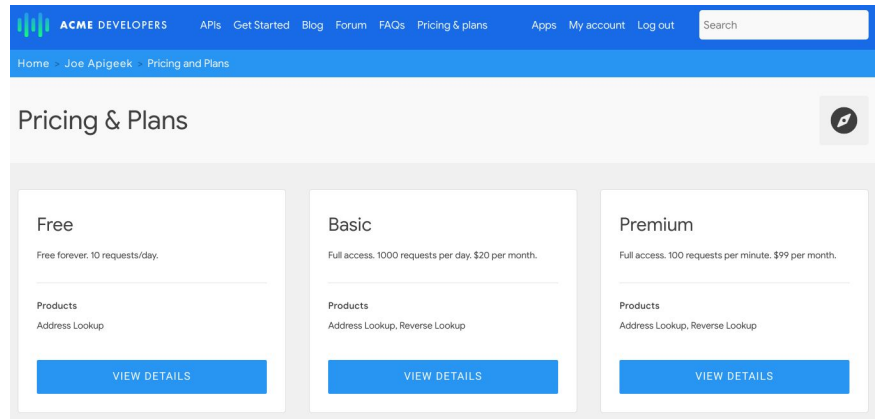 ACME DEVELOPERS APIs Get Started Blog Forum FAQs Pricing & plans Apps My account Log out Search
Home > Joe Apigeek > Pricing and Plans
Pricing & Plans
Free
Free forever. 10 requests/day.
Products
Address Lookup
VIEW DETAILS
Basic
Full access. 1000 requests per day. $20 per month.
Products
Address Lookup, Reverse Lookup
VIEW DETAILS
Premium
Full access. 100 requests per minute. $99 per month.
Products
Address Lookup, Reverse Lookup
VIEW DETAILS